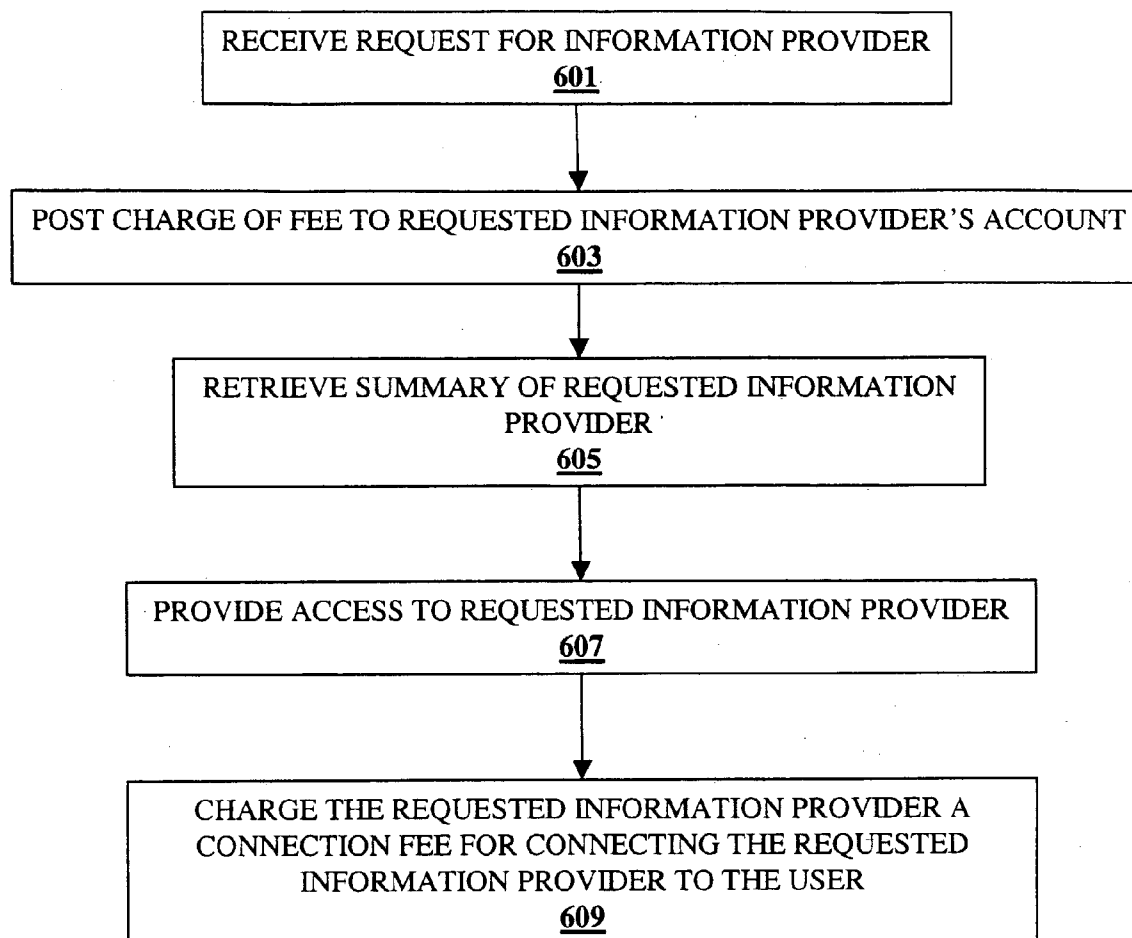 RECEIVE REQUEST FOR INFORMATION PROVIDER
601
POST CHARGE OF FEE TO REQUESTED INFORMATION PROVIDER'S ACCOUNT
603
RETRIEVE SUMMARY OF REQUESTED INFORMATION
PROVIDER
605
PROVIDE ACCESS TO REQUESTED INFORMATION PROVIDER
607
CHARGE THE REQUESTED INFORMATION PROVIDER A
CONNECTION FEE FOR CONNECTING THE REQUESTED
INFORMATION PROVIDER TO THE USER
609